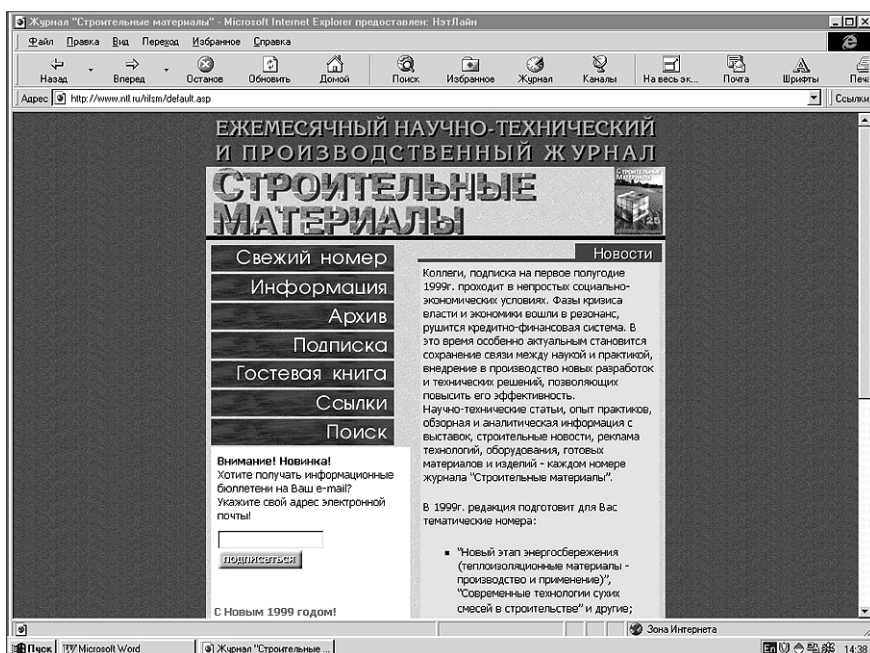 Журнал "Строительные материалы" - Microsoft Internet Explorer предоставлен: НэтЛайн
Файл Правка Вид Переход Избранное Справка
Назад Вперед Останов Обновить Домой Поиск Избранное Журнал Каналы На весь эк... Почта Шрифты Печ
Адрес http://www.ntl.ru/rifsm/default.asp Ссылки
ЕЖЕМЕСЯЧНЫЙ НАУЧНО-ТЕХНИЧЕСКИЙ
И ПРОИЗВОДСТВЕННЫЙ ЖУРНАЛ
СТРОИТЕЛЬНЫЕ
МАТЕРИАЛЫ
Свежий номер
Информация
Архив
Подписка
Гостевая книга
Ссылки
Поиск
Внимание! Новинка!
Хотите получать информационные
бюллетени на Ваш e-mail?
Укажите свой адрес электронной
почты!
подписаться
С Новым 1999 годом!
Новости
Коллеги, подписка на первое полугодие
1999г. проходит в непростых социально-
экономических условиях. Фазы кризиса
власти и экономики вошли в резонанс,
рушится кредитно-финансовая система. В
это время особенно актуальным становится
сохранение связи между наукой и практикой,
внедрение в производство новых разработок
и технических решений, позволяющих
повысить его эффективность.
Научно-технические статьи, опыт практиков,
обзорная и аналитическая информация с
выставок, строительные новости, реклама
технологий, оборудования, готовых
материалов и изделий - каждом номере
журнала "Строительные материалы".
В 1999г. редакция подготовит для Вас
тематические номера:
"Новый этап энергосбережения
(теплоизоляционные материалы -
производство и применение)",
"Современные технологии сухих
смесей в строительстве" и другие;
Зона Интернета
Пуск Microsoft Word Журнал "Строительные ... En 14:38